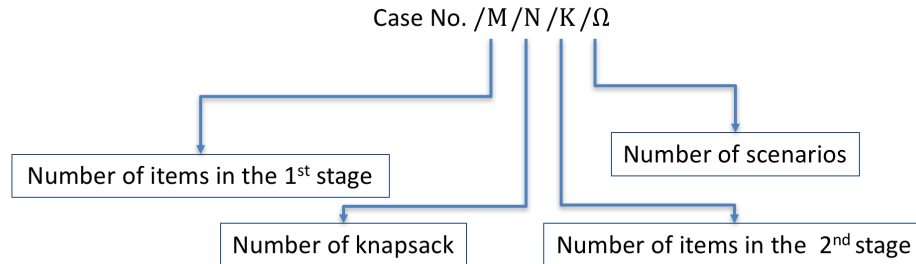 Case No. /M/N/K/Ω
Number of scenarios
Number of items in the 1st stage
Number of knapsack
Number of items in the 2nd stage